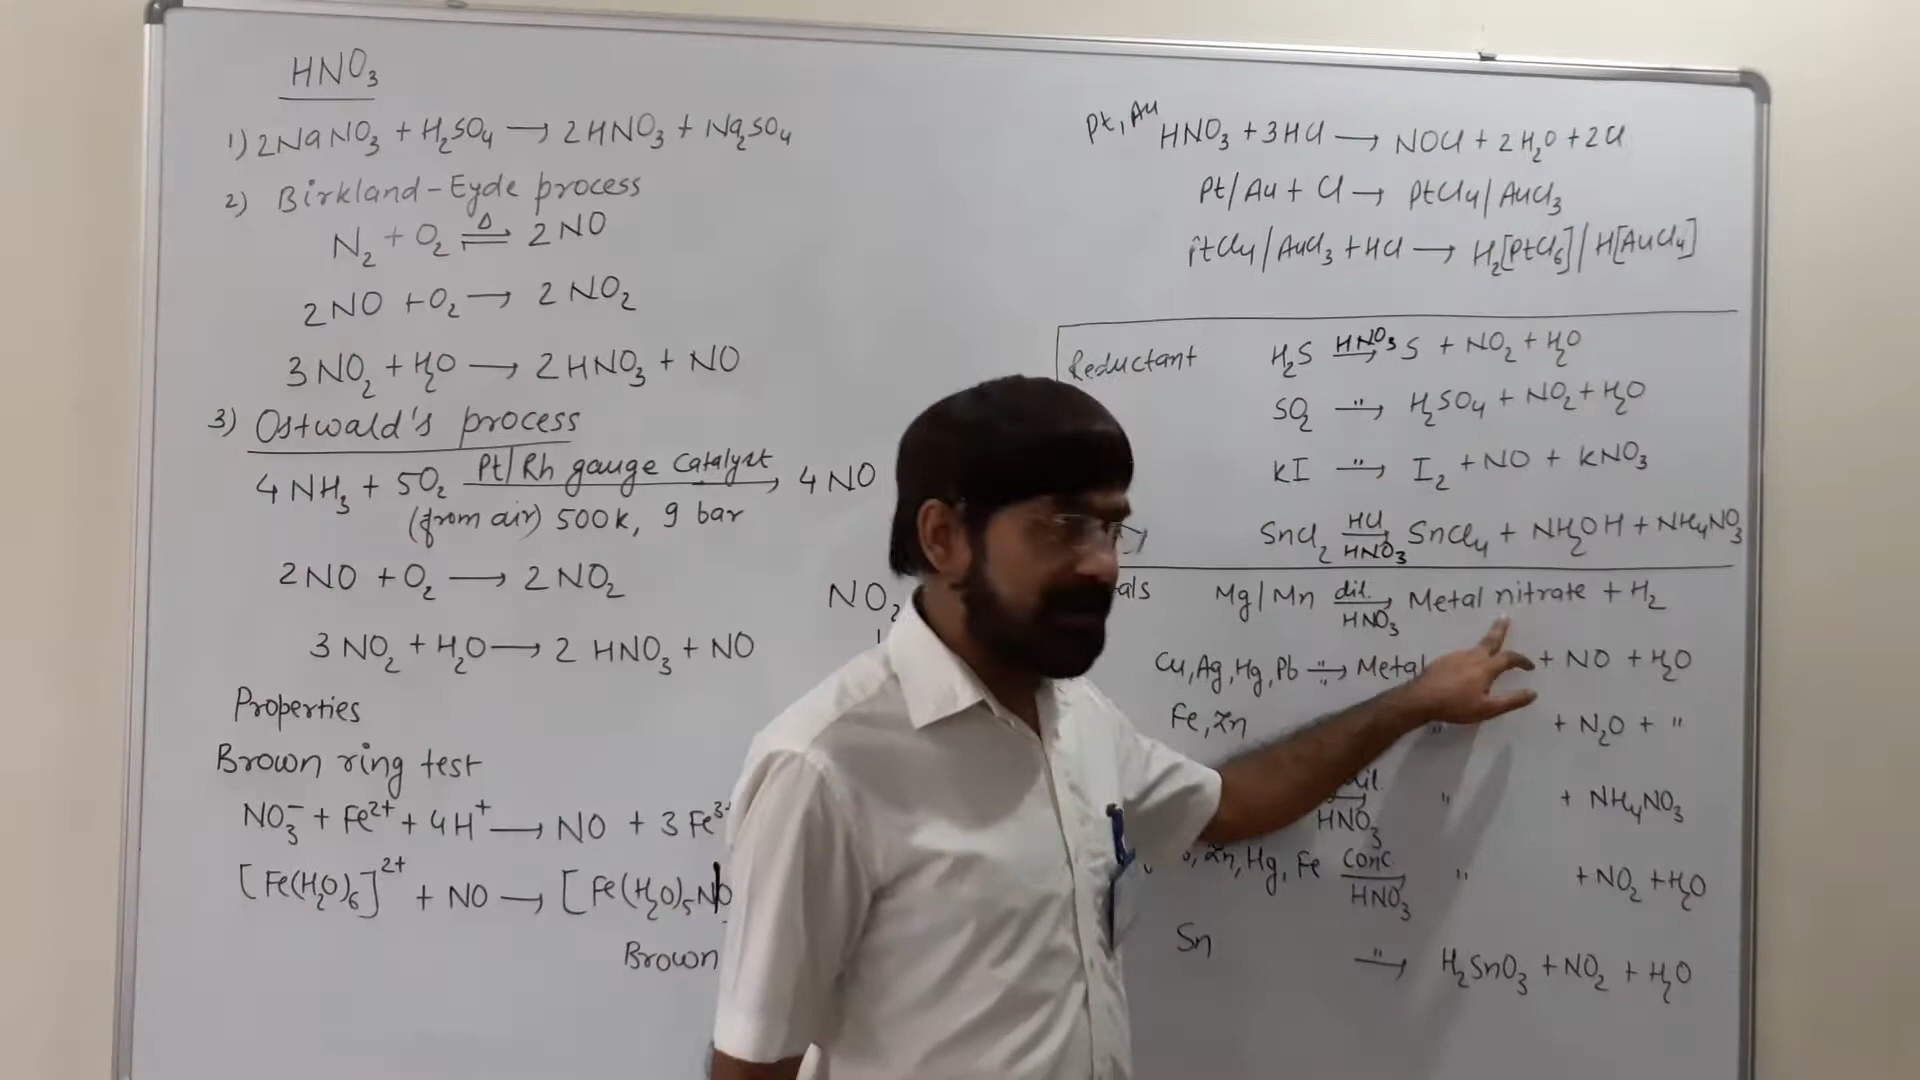 HNO₃
1) 2NaNO₃ + H₂SO₄ → 2HNO₃ + Na₂SO₄
2) Birkland-Eyde process
N₂ + O₂ ⇌ 2NO
Δ
2NO + O₂ → 2NO₂
3NO₂ + H₂O → 2HNO₃ + NO
3) Ostwald's process
4NH₃ + 5O₂ Pt/Rh gauge catalyst → 4NO
(from air) 500k, 9 bar
2NO + O₂ → 2NO₂
3NO₂ + H₂O → 2HNO₃ + NO
Properties
Brown ring test
NO₃⁻ + Fe²⁺ + 4H⁺ → NO + 3Fe³⁺
[Fe(H₂O)₆]²⁺ + NO → [Fe(H₂O)₅NO
Brown
NO₂
Pt, Au HNO₃ + 3HCl → NOCl + 2H₂O + 2Cl
Pt/Au + Cl → PtCl₄/AuCl₃
PtCl₄/AuCl₃ + HCl → H₂[PtCl₆]/H[AuCl₄]
Reductant H₂S HNO₃→ S + NO₂ + H₂O
SO₂ "→ H₂SO₄ + NO₂ + H₂O
KI "→ I₂ + NO + KNO₃
SnCl₂ HCl→ HNO₃ SnCl₄ + NH₂OH + NH₄NO₃
Mg/Mn dil.→ HNO₃ Metal nitrate + H₂
Cu, Ag, Hg, Pb "→ " Metal + NO + H₂O
Fe, Zn " + N₂O + "
dil.→ HNO₃ " + NH₄NO₃
Zn, Hg, Fe conc. HNO₃ " + NO₂ + H₂O
Sn "→ H₂SnO₃ + NO₂ + H₂O